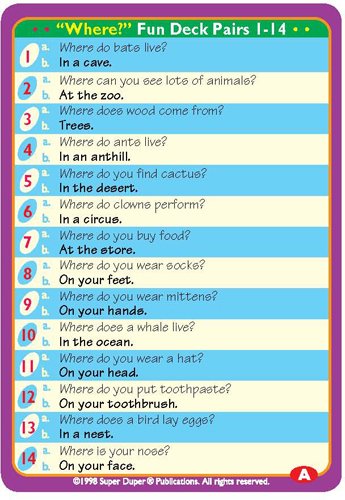 "Where?" Fun Deck Pairs 1-14
1 a. Where do bats live?
b. In a cave.
2 a. Where can you see lots of animals?
b. At the zoo.
3 a. Where does wood come from?
b. Trees.
4 a. Where do ants live?
b. In an anthill.
5 a. Where do you find cactus?
b. In the desert.
6 a. Where do clowns perform?
b. In a circus.
7 a. Where do you buy food?
b. At the store.
8 a. Where do you wear socks?
b. On your feet.
9 a. Where do you wear mittens?
b. On your hands.
10 a. Where does a whale live?
b. In the ocean.
11 a. Where do you wear a hat?
b. On your head.
12 a. Where do you put toothpaste?
b. On your toothbrush.
13 a. Where does a bird lay eggs?
b. In a nest.
14 a. Where is your nose?
b. On your face.
A
©1998 Super Duper® Publications. All rights reserved.